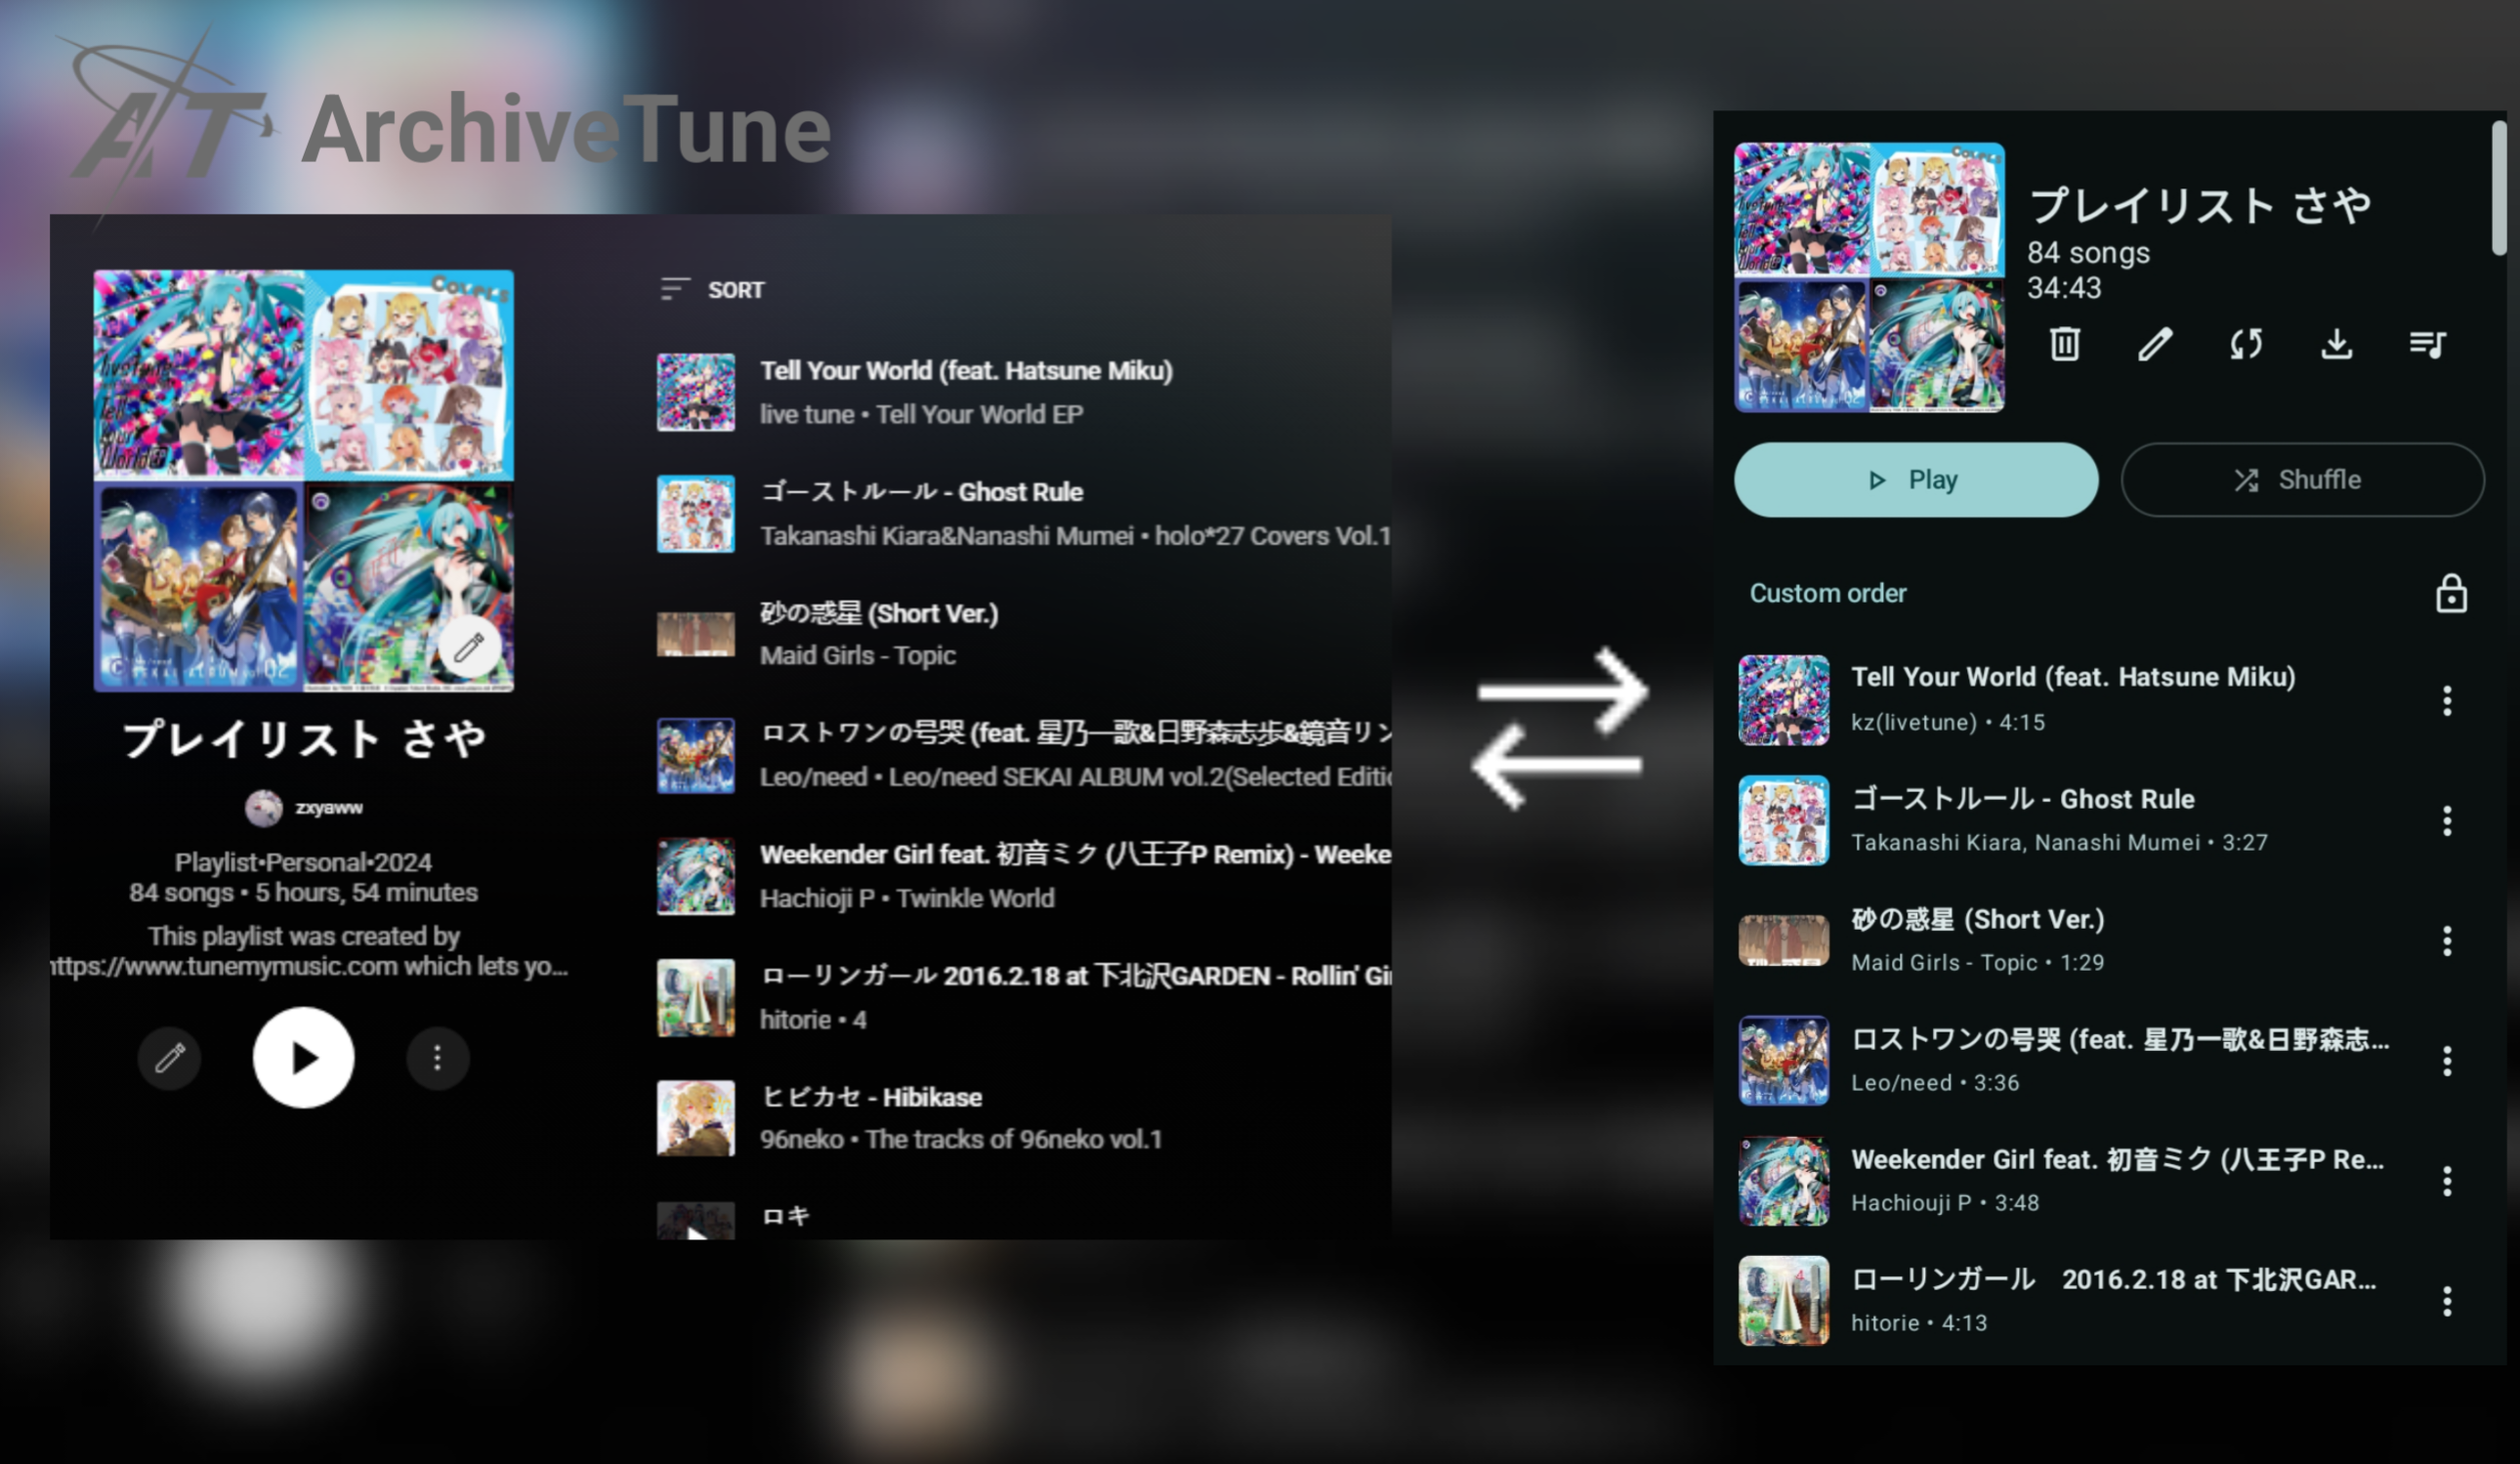 AT ArchiveTune
SORT
Tell Your World (feat. Hatsune Miku)
live tune • Tell Your World EP
ゴーストルール - Ghost Rule
Takanashi Kiara&Nanashi Mumei • holo*27 Covers Vol.1
砂の惑星 (Short Ver.)
Maid Girls - Topic
ロストワンの号哭 (feat. 星乃一歌&日野森志歩&鏡音リン
Leo/need • Leo/need SEKAI ALBUM vol.2(Selected Editi
Weekender Girl feat. 初音ミク (八王子P Remix) - Weeke
Hachioji P • Twinkle World
ローリンガール 2016.2.18 at 下北沢GARDEN - Rollin' Gi
hitorie • 4
ヒビカセ - Hibikase
96neko • The tracks of 96neko vol.1
ロキ
Covers
livetune
Tell
Your
World
SEKAI ALBUM vol.02
プレイリスト さや
zxyaww
Playlist•Personal•2024
84 songs • 5 hours, 54 minutes
This playlist was created by
ttps://www.tunemymusic.com which lets yo...
プレイリスト さや
84 songs
34:43
Play
Shuffle
Custom order
Tell Your World (feat. Hatsune Miku)
kz(livetune) • 4:15
ゴーストルール - Ghost Rule
Takanashi Kiara, Nanashi Mumei • 3:27
砂の惑星 (Short Ver.)
Maid Girls - Topic • 1:29
ロストワンの号哭 (feat. 星乃一歌&日野森志...
Leo/need • 3:36
Weekender Girl feat. 初音ミク (八王子P Re...
Hachiouji P • 3:48
ローリンガール　2016.2.18 at 下北沢GAR...
hitorie • 4:13